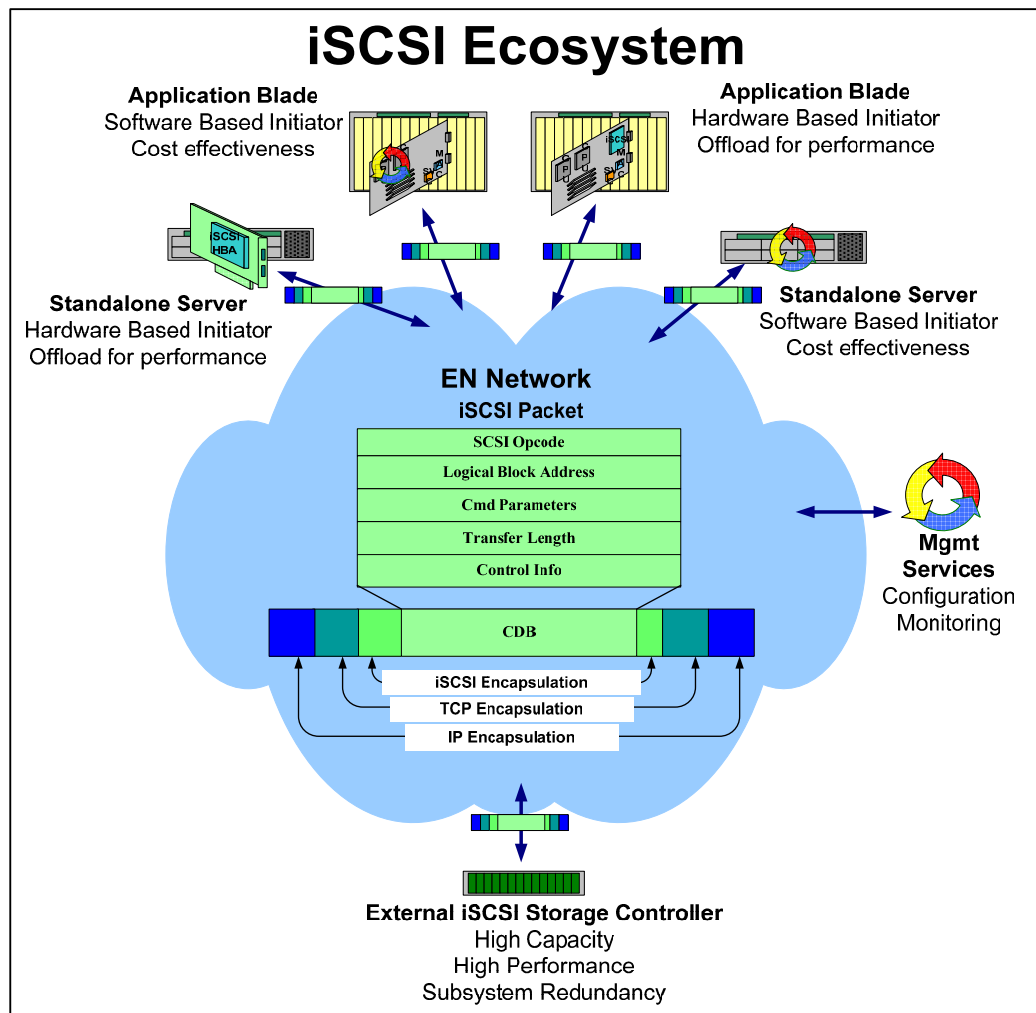 iSCSI Ecosystem
Application Blade
Software Based Initiator
Cost effectiveness
Application Blade
Hardware Based Initiator
Offload for performance
M
C
iSCSI
P
P
M
C
iSCSI
HBA
Standalone Server
Hardware Based Initiator
Offload for performance
Standalone Server
Software Based Initiator
Cost effectiveness
EN Network
iSCSI Packet
SCSI Opcode
Logical Block Address
Cmd Parameters
Transfer Length
Control Info
CDB
iSCSI Encapsulation
TCP Encapsulation
IP Encapsulation
Mgmt
Services
Configuration
Monitoring
External iSCSI Storage Controller
High Capacity
High Performance
Subsystem Redundancy